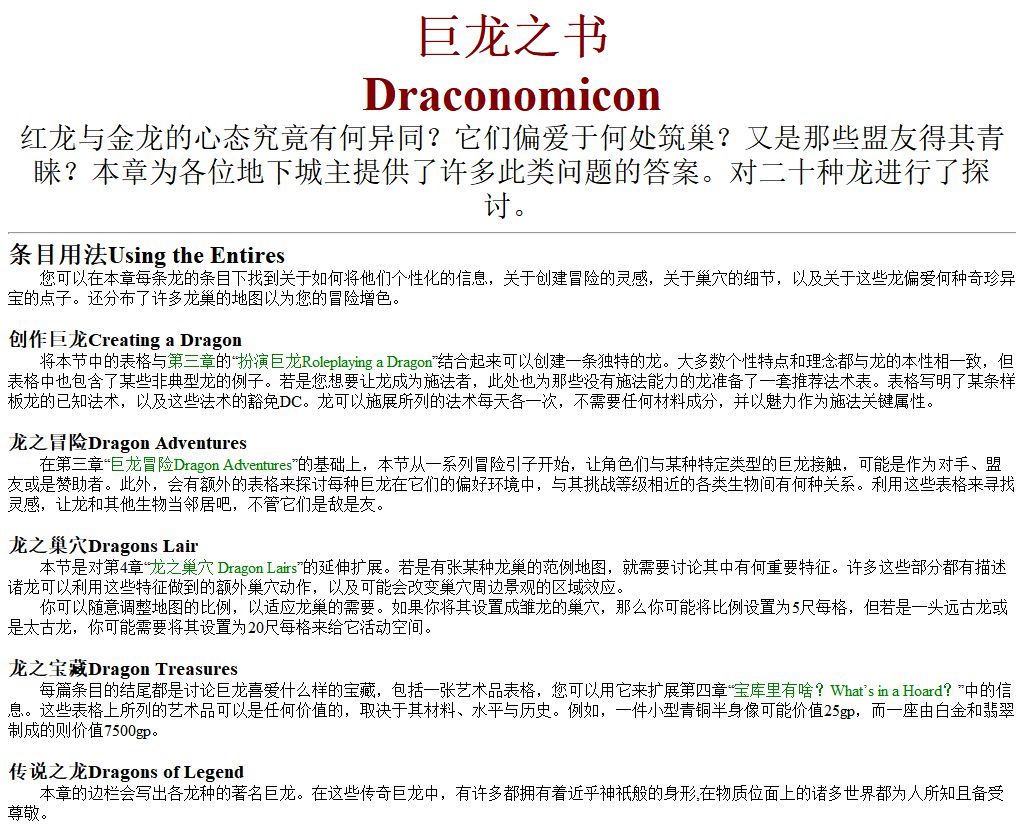 巨龙之书
Draconomicon
红龙与金龙的心态究竟有何异同？它们偏爱于何处筑巢？又是那些盟友得其青
睐？本章为各位地下城主提供了许多此类问题的答案。对二十种龙进行了探
讨。
条目用法Using the Entires
您可以在本章每条龙的条目下找到关于如何将他们个性化的信息，关于创建冒险的灵感，关于巢穴的细节，以及关于这些龙偏爱何种奇珍异
宝的点子。还分布了许多龙巢的地图以为您的冒险增色。
创作巨龙Creating a Dragon
将本节中的表格与第三章的“扮演巨龙Roleplaying a Dragon”结合起来可以创建一条独特的龙。大多数个性特点和理念都与龙的本性相一致，但
表格中也包含了某些非典型龙的例子。若是您想要让龙成为施法者，此处也为那些没有施法能力的龙准备了一套推荐法术表。表格写明了某条样
板龙的已知法术，以及这些法术的豁免DC。龙可以施展所列的法术每天各一次，不需要任何材料成分，并以魅力作为施法关键属性。
龙之冒险Dragon Adventures
在第三章“巨龙冒险Dragon Adventures”的基础上，本节从一系列冒险引子开始，让角色们与某种特定类型的巨龙接触，可能是作为对手、盟
友或是赞助者。此外，会有额外的表格来探讨每种巨龙在它们的偏好环境中，与其挑战等级相近的各类生物间有何种关系。利用这些表格来寻找
灵感，让龙和其他生物当邻居吧，不管它们是敌是友。
龙之巢穴Dragons Lair
本节是对第4章“龙之巢穴 Dragon Lairs”的延伸扩展。若是有张某种龙巢的范例地图，就需要讨论其中有何重要特征。许多这些部分都有描述
诸龙可以利用这些特征做到的额外巢穴动作，以及可能会改变巢穴周边景观的区域效应。
你可以随意调整地图的比例，以适应龙巢的需要。如果你将其设置成雏龙的巢穴，那么你可能将比例设置为5尺每格，但若是一头远古龙或
是太古龙，你可能需要将其设置为20尺每格来给它活动空间。
龙之宝藏Dragon Treasures
每篇条目的结尾都是讨论巨龙喜爱什么样的宝藏，包括一张艺术品表格，您可以用它来扩展第四章“宝库里有啥？What’s in a Hoard？”中的信
息。这些表格上所列的艺术品可以是任何价值的，取决于其材料、水平与历史。例如，一件小型青铜半身像可能价值25gp，而一座由白金和翡翠
制成的则价值7500gp。
传说之龙Dragons of Legend
本章的边栏会写出各龙种的著名巨龙。在这些传奇巨龙中，有许多都拥有着近乎神祇般的身形,在物质位面上的诸多世界都为人所知且备受
尊敬。